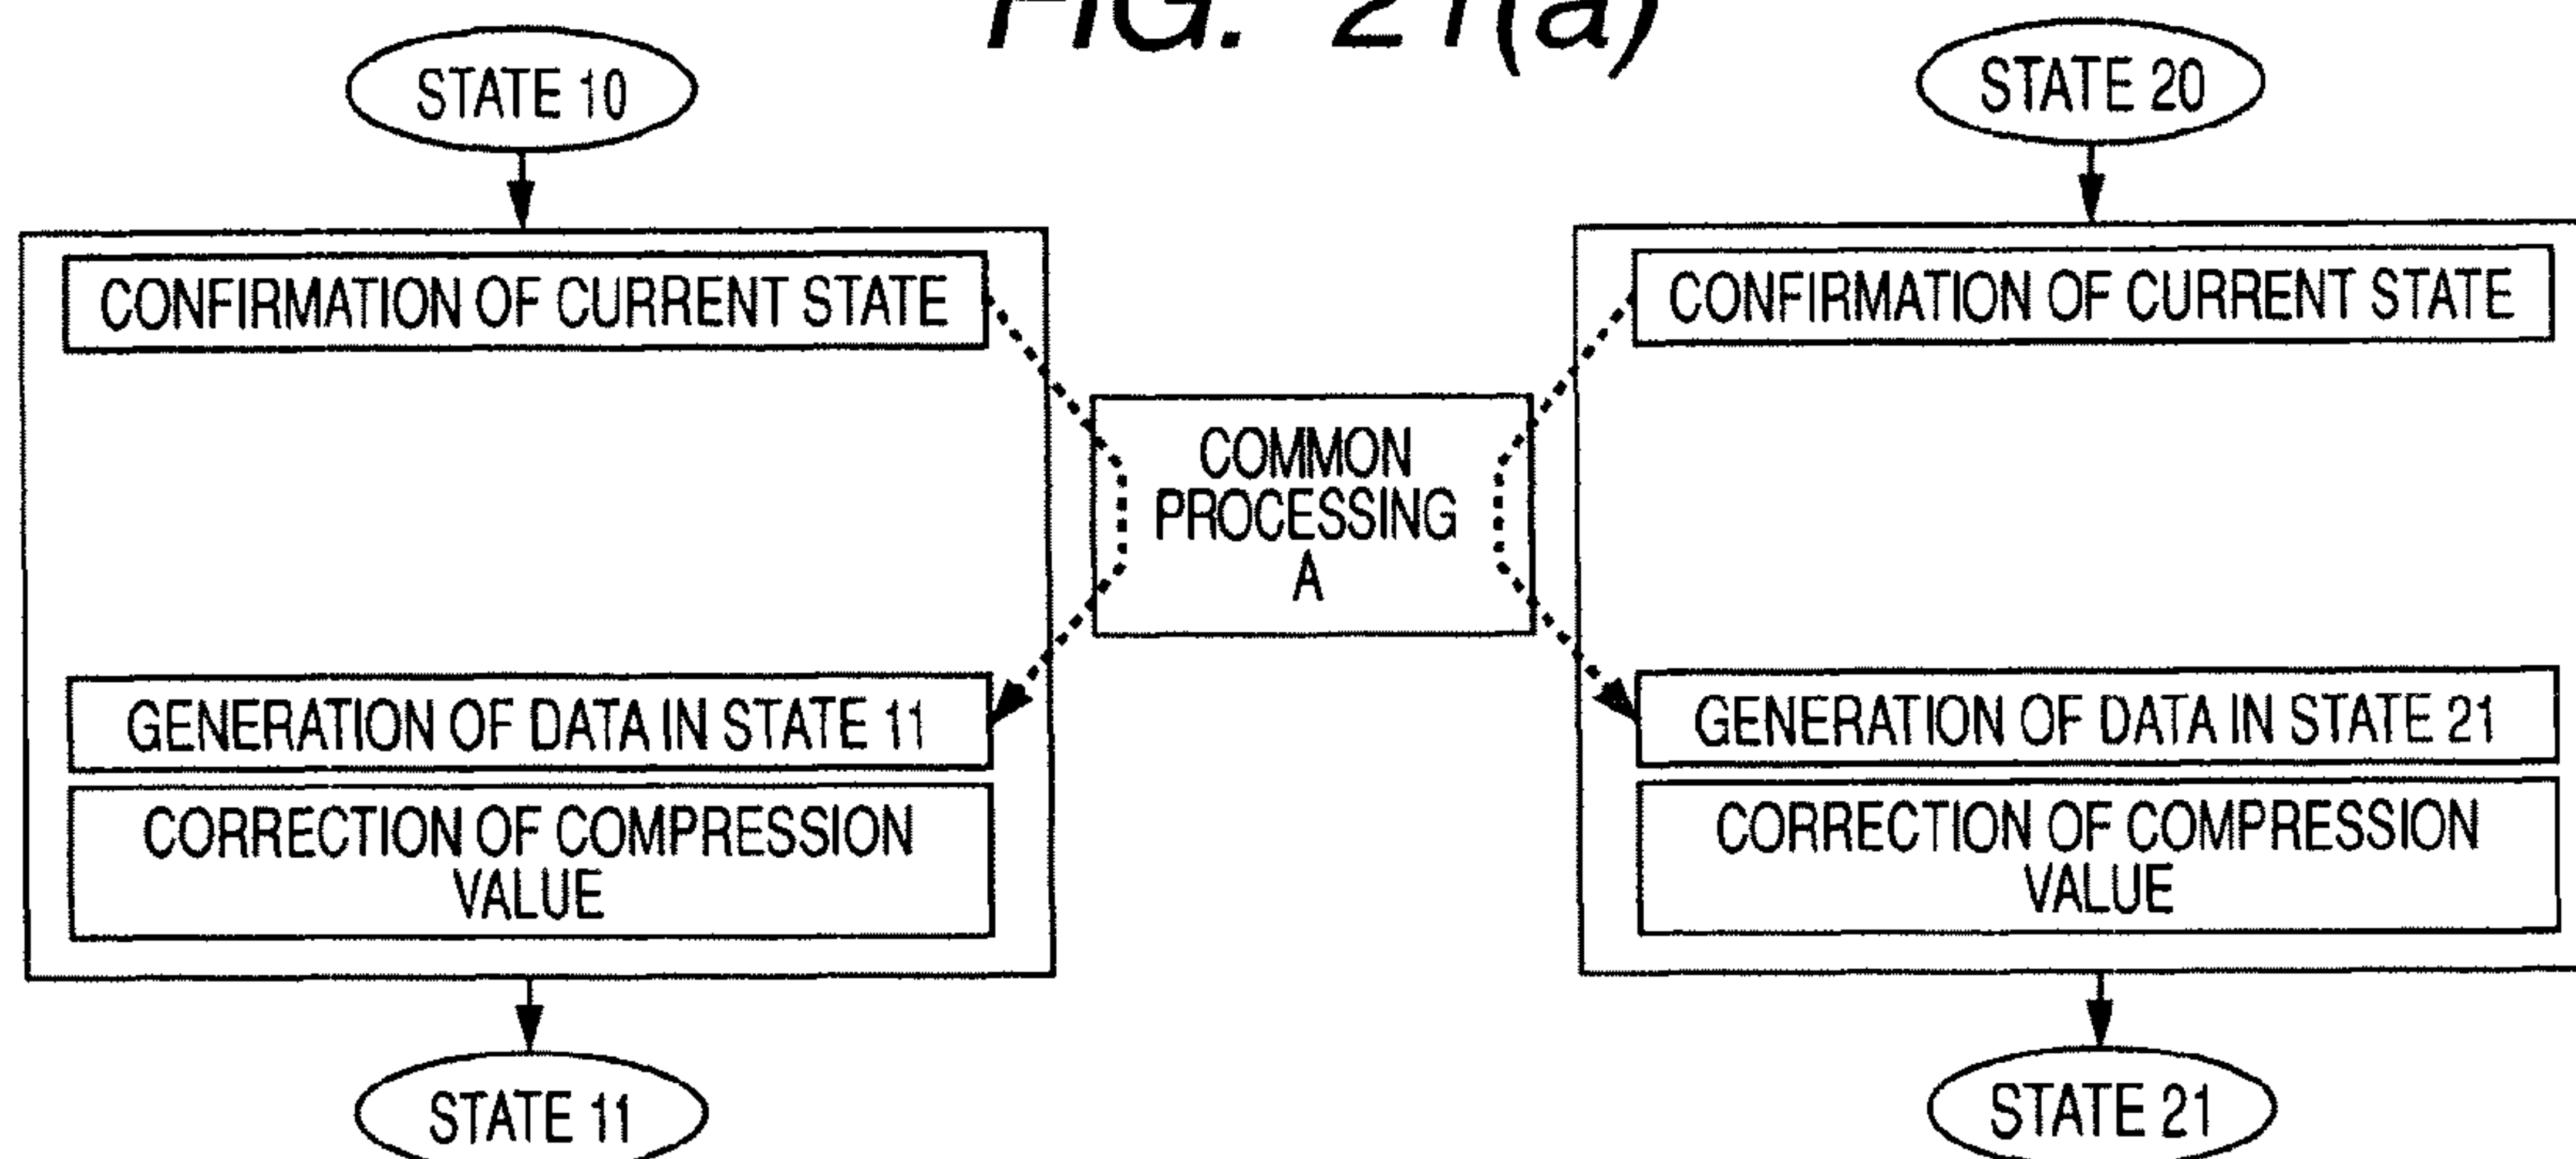 FIG. 21(a)
STATE 10
CONFIRMATION OF CURRENT STATE
GENERATION OF DATA IN STATE 11
CORRECTION OF COMPRESSION
VALUE
STATE 11
COMMON
PROCESSING
A
STATE 20
CONFIRMATION OF CURRENT STATE
GENERATION OF DATA IN STATE 21
CORRECTION OF COMPRESSION
VALUE
STATE 21